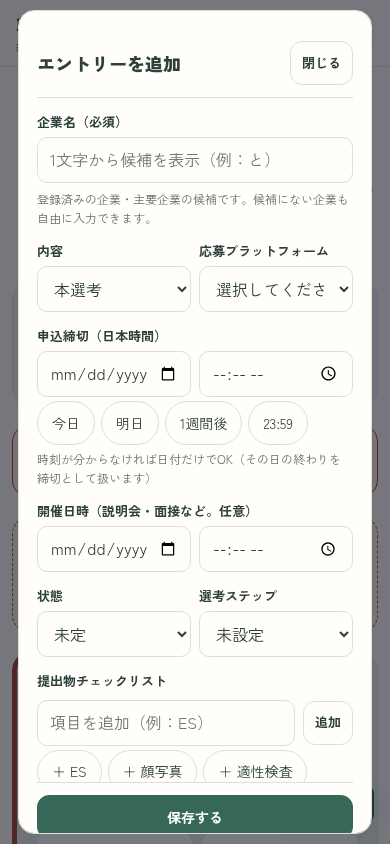 エントリーを追加
閉じる
企業名（必須）
1文字から候補を表示（例：と）
登録済みの企業・主要企業の候補です。候補にない企業も
自由に入力できます。
内容 応募プラットフォーム
本選考 選択してくださ
申込締切（日本時間）
mm/dd/yyyy --:-- --
今日 明日 1週間後 23:59
時刻が分からなければ日付だけでOK（その日の終わりを
締切として扱います）
開催日時（説明会・面接など。任意）
mm/dd/yyyy --:-- --
状態 選考ステップ
未定 未設定
提出物チェックリスト
項目を追加（例：ES） 追加
＋ ES ＋ 顔写真 ＋ 適性検査
保存する